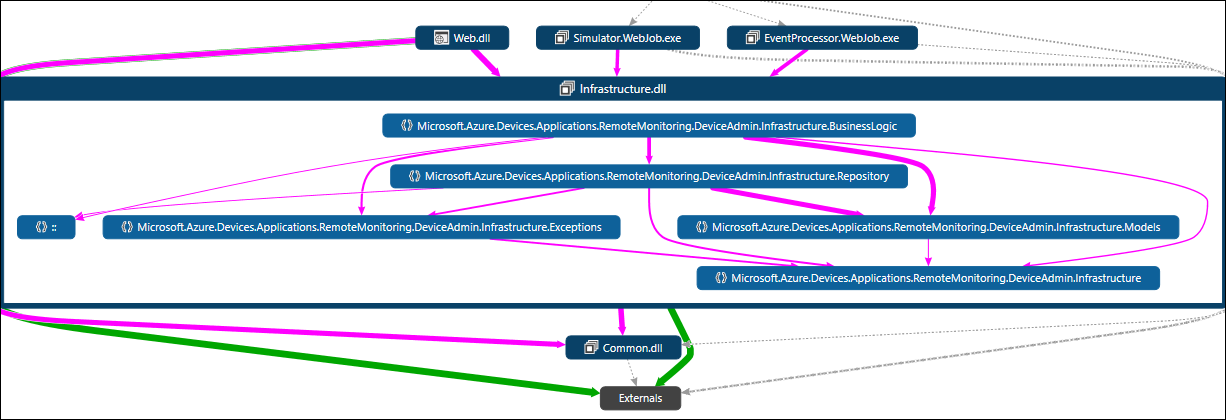 Web.dll
Simulator.WebJob.exe
EventProcessor.WebJob.exe
Infrastructure.dll
Microsoft.Azure.Devices.Applications.RemoteMonitoring.DeviceAdmin.Infrastructure.BusinessLogic
Microsoft.Azure.Devices.Applications.RemoteMonitoring.DeviceAdmin.Infrastructure.Repository
::
Microsoft.Azure.Devices.Applications.RemoteMonitoring.DeviceAdmin.Infrastructure.Exceptions
Microsoft.Azure.Devices.Applications.RemoteMonitoring.DeviceAdmin.Infrastructure.Models
Microsoft.Azure.Devices.Applications.RemoteMonitoring.DeviceAdmin.Infrastructure
Common.dll
Externals